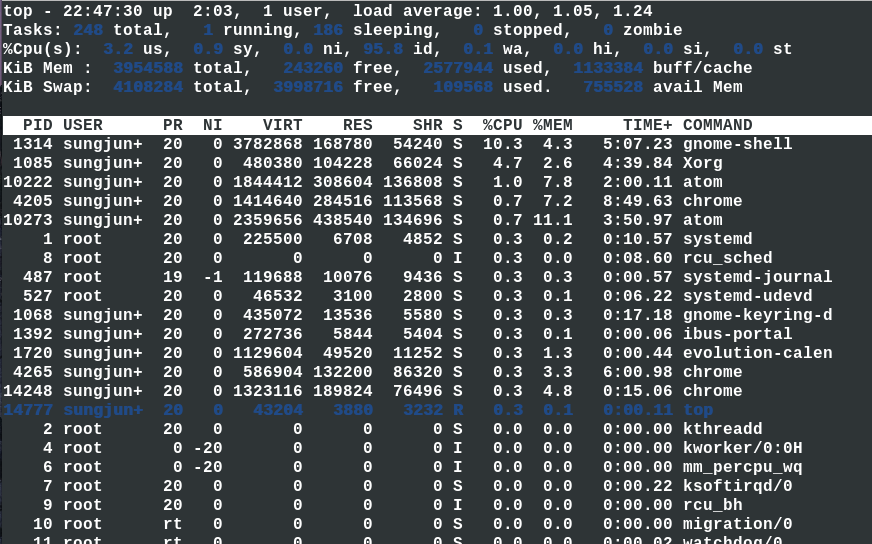 top - 22:47:30 up  2:03,  1 user,  load average: 1.00, 1.05, 1.24
Tasks: 248 total,   1 running, 186 sleeping,   0 stopped,   0 zombie
%Cpu(s):  3.2 us,  0.9 sy,  0.0 ni, 95.8 id,  0.1 wa,  0.0 hi,  0.0 si,  0.0 st
KiB Mem :  3954588 total,   243260 free,  2577944 used,  1133384 buff/cache
KiB Swap:  4108284 total,  3998716 free,   109568 used.   755528 avail Mem
  PID USER      PR  NI    VIRT    RES    SHR S  %CPU %MEM     TIME+ COMMAND
 1314 sungjun+  20   0 3782868 168780  54240 S  10.3  4.3   5:07.23 gnome-shell
 1085 sungjun+  20   0  480380 104228  66024 S   4.7  2.6   4:39.84 Xorg
10222 sungjun+  20   0 1844412 308604 136808 S   1.0  7.8   2:00.11 atom
 4205 sungjun+  20   0 1414640 284516 113568 S   0.7  7.2   8:49.63 chrome
10273 sungjun+  20   0 2359656 438540 134696 S   0.7 11.1   3:50.97 atom
    1 root      20   0  225500   6708   4852 S   0.3  0.2   0:10.57 systemd
    8 root      20   0       0      0      0 I   0.3  0.0   0:08.60 rcu_sched
  487 root      19  -1  119688  10076   9436 S   0.3  0.3   0:00.57 systemd-journal
  527 root      20   0   46532   3100   2800 S   0.3  0.1   0:06.22 systemd-udevd
 1068 sungjun+  20   0  435072  13536   5580 S   0.3  0.3   0:17.18 gnome-keyring-d
 1392 sungjun+  20   0  272736   5844   5404 S   0.3  0.1   0:00.06 ibus-portal
 1720 sungjun+  20   0 1129604  49520  11252 S   0.3  1.3   0:00.44 evolution-calen
 4265 sungjun+  20   0  586904 132200  86320 S   0.3  3.3   6:00.98 chrome
14248 sungjun+  20   0 1323116 189824  76496 S   0.3  4.8   0:15.06 chrome
14777 sungjun+  20   0   43204   3880   3232 R   0.3  0.1   0:00.11 top
    2 root      20   0       0      0      0 S   0.0  0.0   0:00.00 kthreadd
    4 root       0 -20       0      0      0 I   0.0  0.0   0:00.00 kworker/0:0H
    6 root       0 -20       0      0      0 I   0.0  0.0   0:00.00 mm_percpu_wq
    7 root      20   0       0      0      0 S   0.0  0.0   0:00.22 ksoftirqd/0
    9 root      20   0       0      0      0 I   0.0  0.0   0:00.00 rcu_bh
   10 root      rt   0       0      0      0 S   0.0  0.0   0:00.00 migration/0
   11 root      rt   0       0      0      0 S   0.0  0.0   0:00.02 watchdog/0